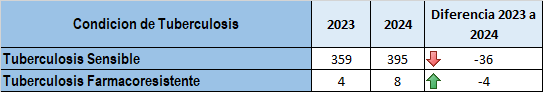 Condicion de Tuberculosis 2023 2024 Diferencia 2023 a 2024
Tuberculosis Sensible 359 395 -36
Tuberculosis Farmacoresistente 4 8 -4